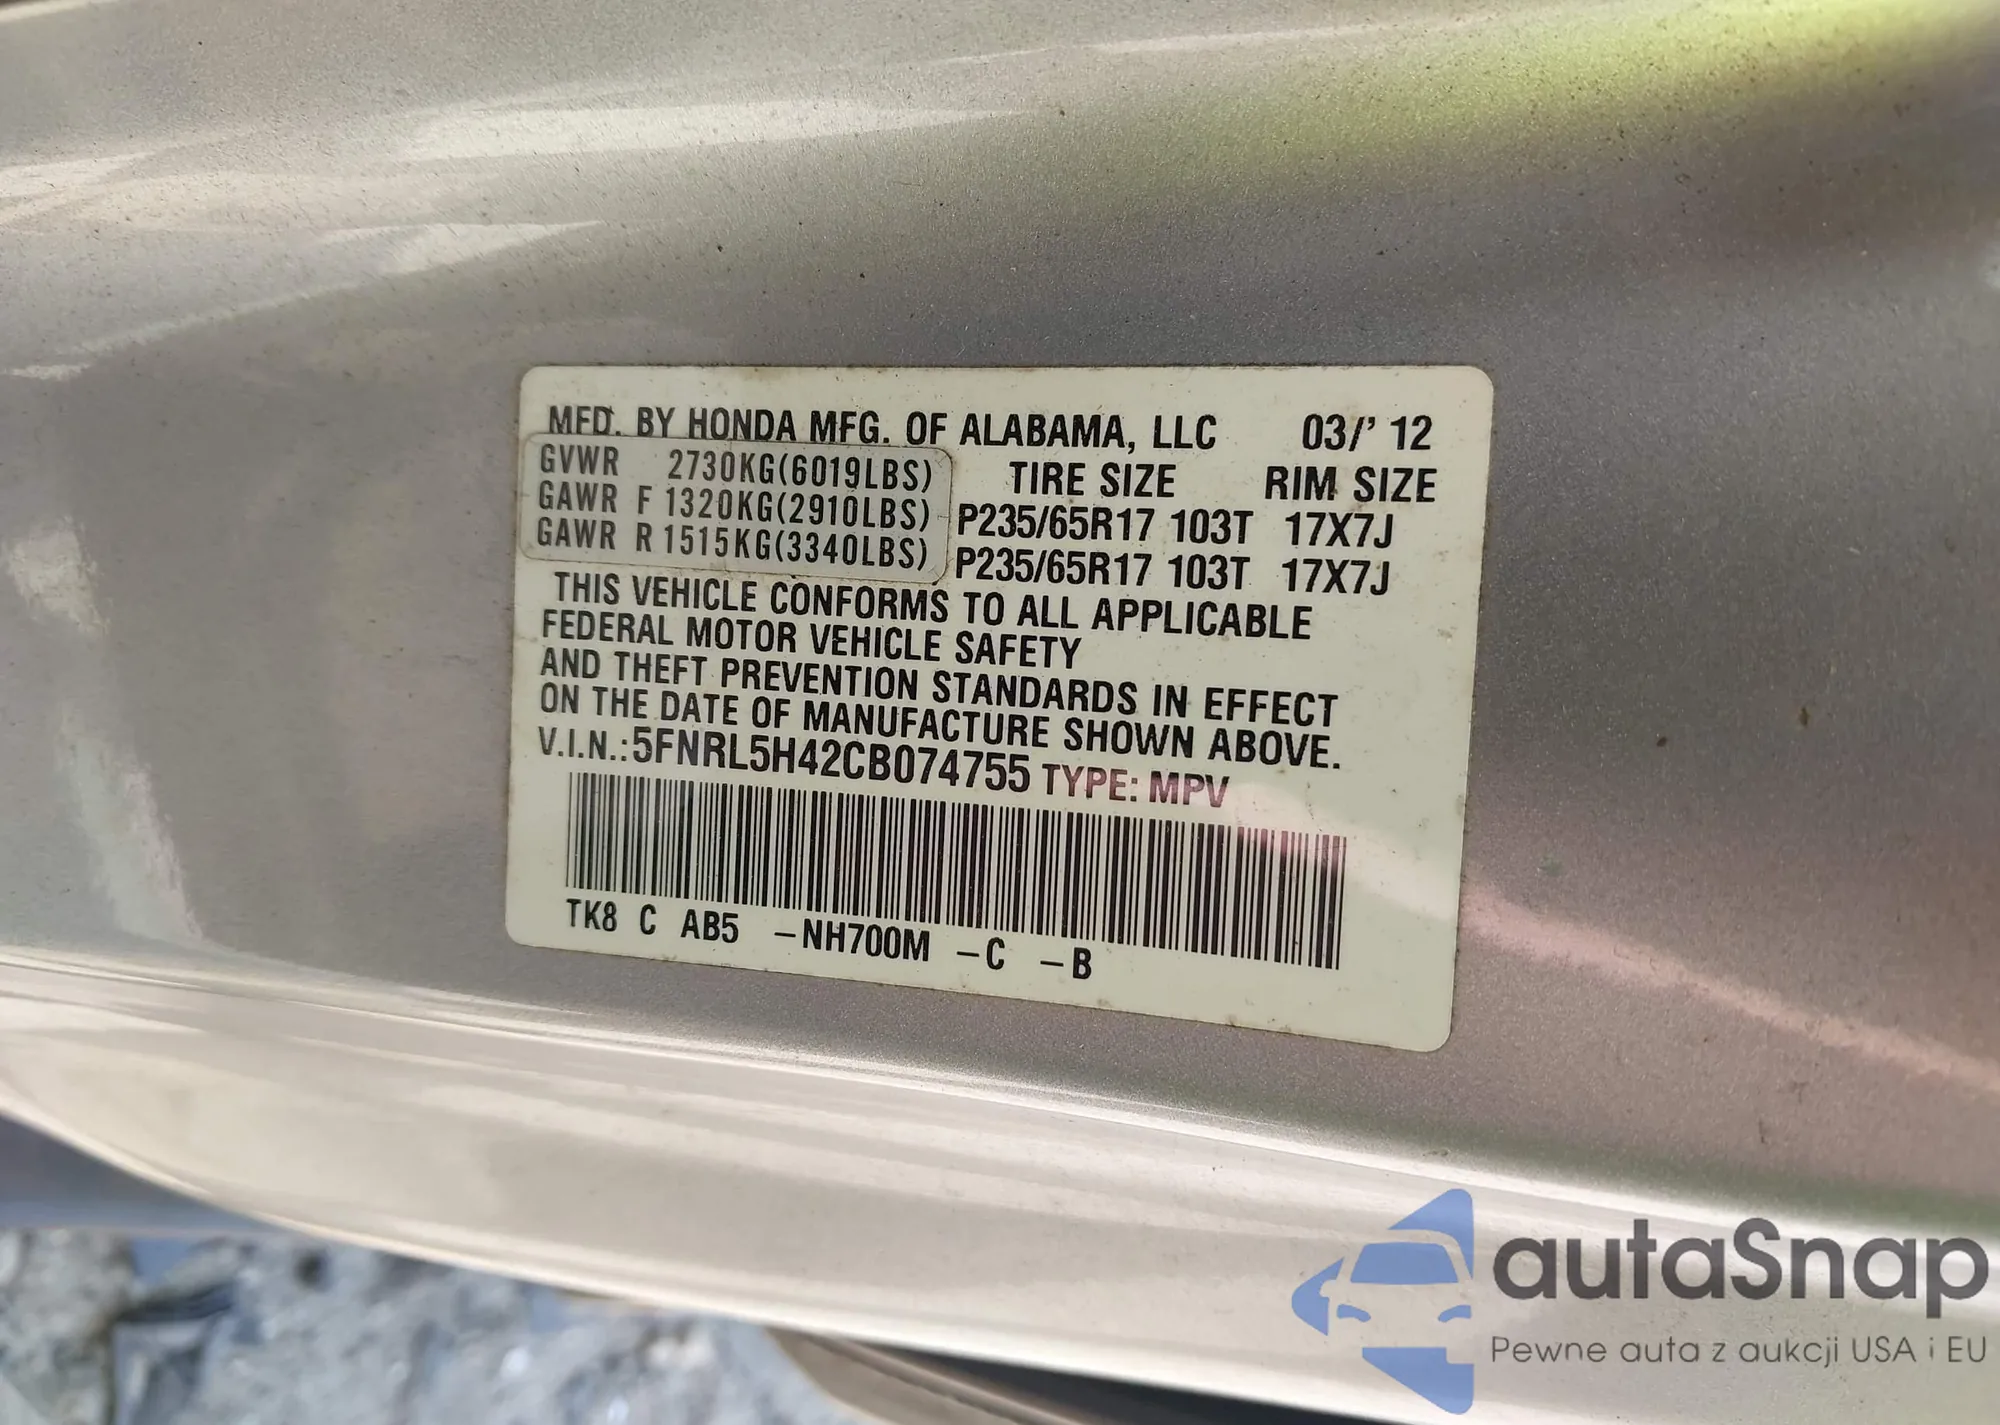 MFD. BY HONDA MFG. OF ALABAMA, LLC 03/' 12
GVWR 2730KG(6019LBS) TIRE SIZE RIM SIZE
GAWR F 1320KG(2910LBS) P235/65R17 103T 17X7J
GAWR R 1515KG(3340LBS) P235/65R17 103T 17X7J
THIS VEHICLE CONFORMS TO ALL APPLICABLE
FEDERAL MOTOR VEHICLE SAFETY
AND THEFT PREVENTION STANDARDS IN EFFECT
ON THE DATE OF MANUFACTURE SHOWN ABOVE.
V.I.N.:5FNRL5H42CB074755 TYPE: MPV
TK8 C AB5 -NH700M -C -B
autaSnap
Pewne auta z aukcji USA i EU